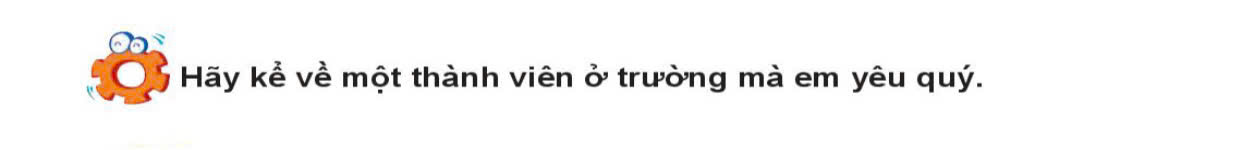 Hãy kể về một thành viên ở trường mà em yêu quý.